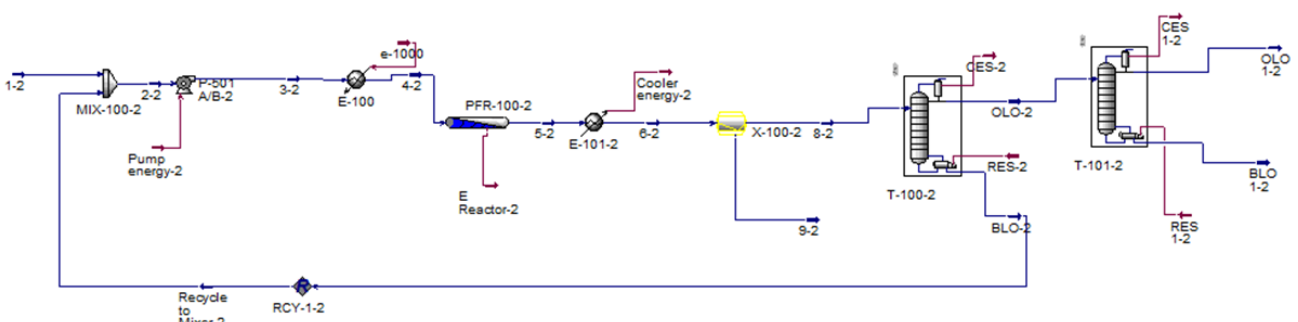 1-2
MIX-100-2
2-2
P-501
A/B-2
Pump
energy-2
3-2
e-1000
E-100
4-2
PFR-100-2
E
Reactor-2
5-2
Cooler
energy-2
E-101-2
6-2
X-100-2
8-2
9-2
CES-2
OLO-2
RES-2
T-100-2
BLO-2
CES
1-2
OLO
1-2
T-101-2
BLO
1-2
RES
1-2
RCY-1-2
Recycle
to
Mixer-2